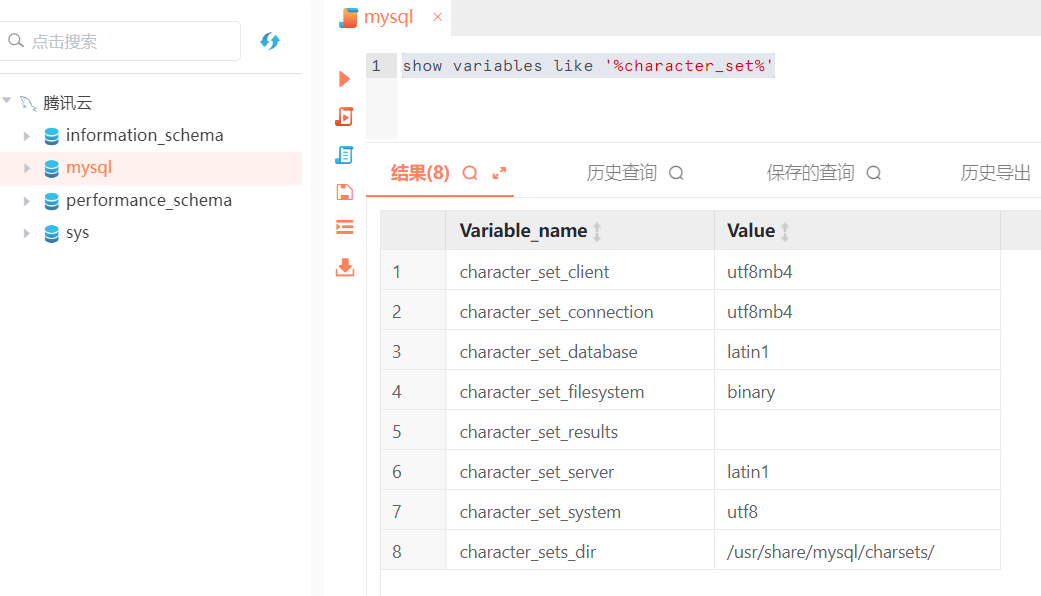 mysql ×
点击搜索
腾讯云
information_schema
mysql
performance_schema
sys
1 show variables like '%character_set%'
结果(8) 历史查询 保存的查询 历史导出
Variable_name Value
1 character_set_client utf8mb4
2 character_set_connection utf8mb4
3 character_set_database latin1
4 character_set_filesystem binary
5 character_set_results
6 character_set_server latin1
7 character_set_system utf8
8 character_sets_dir /usr/share/mysql/charsets/